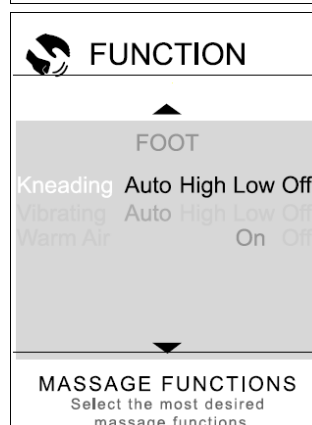 FUNCTION
FOOT
Kneading Auto High Low Off
Vibrating Auto High Low Off
Warm Air On Off
MASSAGE FUNCTIONS
Select the most desired
massage functions